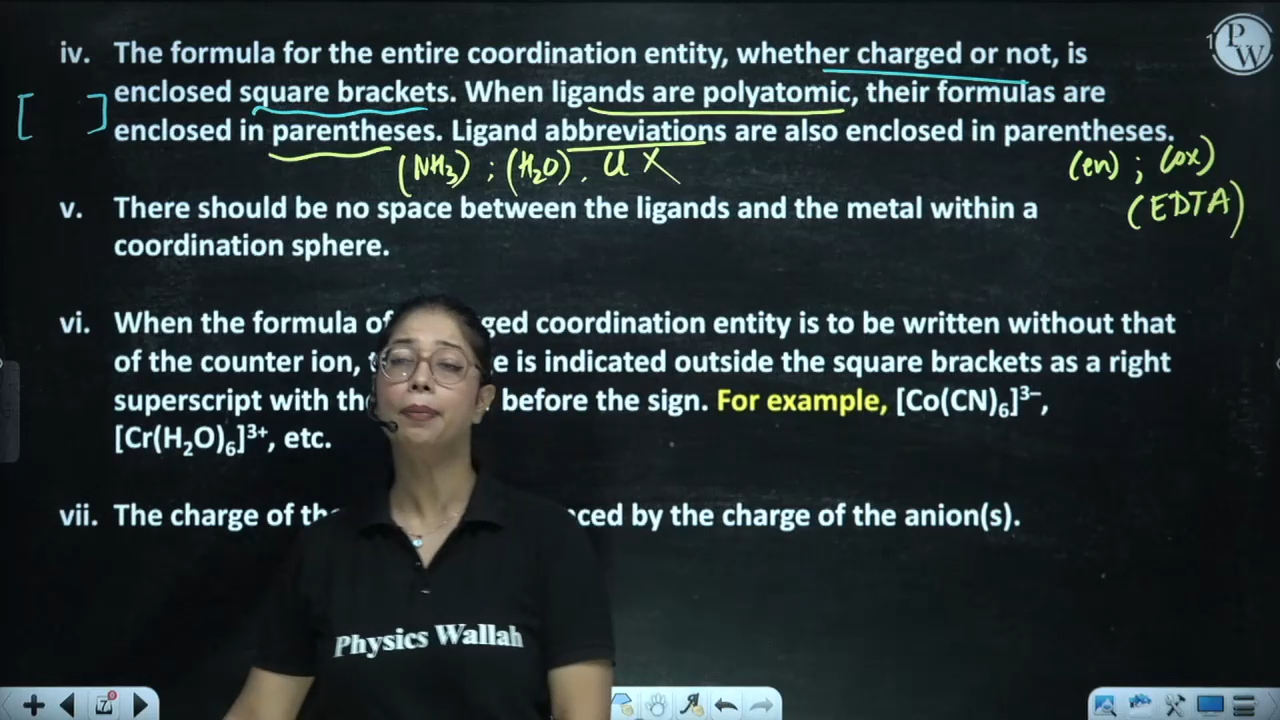 iv. The formula for the entire coordination entity, whether charged or not, is
enclosed square brackets. When ligands are polyatomic, their formulas are
[ ] enclosed in parentheses. Ligand abbreviations are also enclosed in parentheses.
(NH₃) ; (H₂O). Cl X (en) ; (ox)
(EDTA)
v. There should be no space between the ligands and the metal within a
coordination sphere.
vi. When the formula of ged coordination entity is to be written without that
of the counter ion, e is indicated outside the square brackets as a right
superscript with the before the sign. For example, [Co(CN)₆]³⁻,
[Cr(H₂O)₆]³⁺, etc.
vii. The charge of th nced by the charge of the anion(s).
PW
Physics Wallah